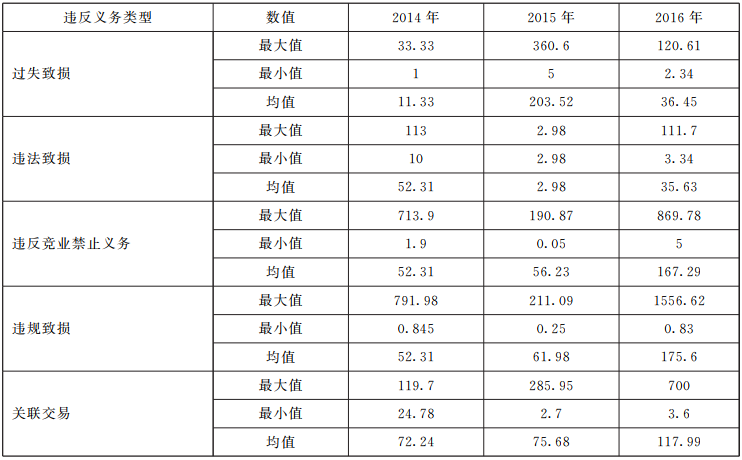 违反义务类型 数值 2014 年 2015 年 2016 年
最大值 33.33 360.6 120.61
过失致损 最小值 1 5 2.34
均值 11.33 203.52 36.45
最大值 113 2.98 111.7
违法致损 最小值 10 2.98 3.34
均值 52.31 2.98 35.63
最大值 713.9 190.87 869.78
违反竞业禁止义务 最小值 1.9 0.05 5
均值 52.31 56.23 167.29
最大值 791.98 211.09 1556.62
违规致损 最小值 0.845 0.25 0.83
均值 52.31 61.98 175.6
最大值 119.7 285.95 700
关联交易 最小值 24.78 2.7 3.6
均值 72.24 75.68 117.99